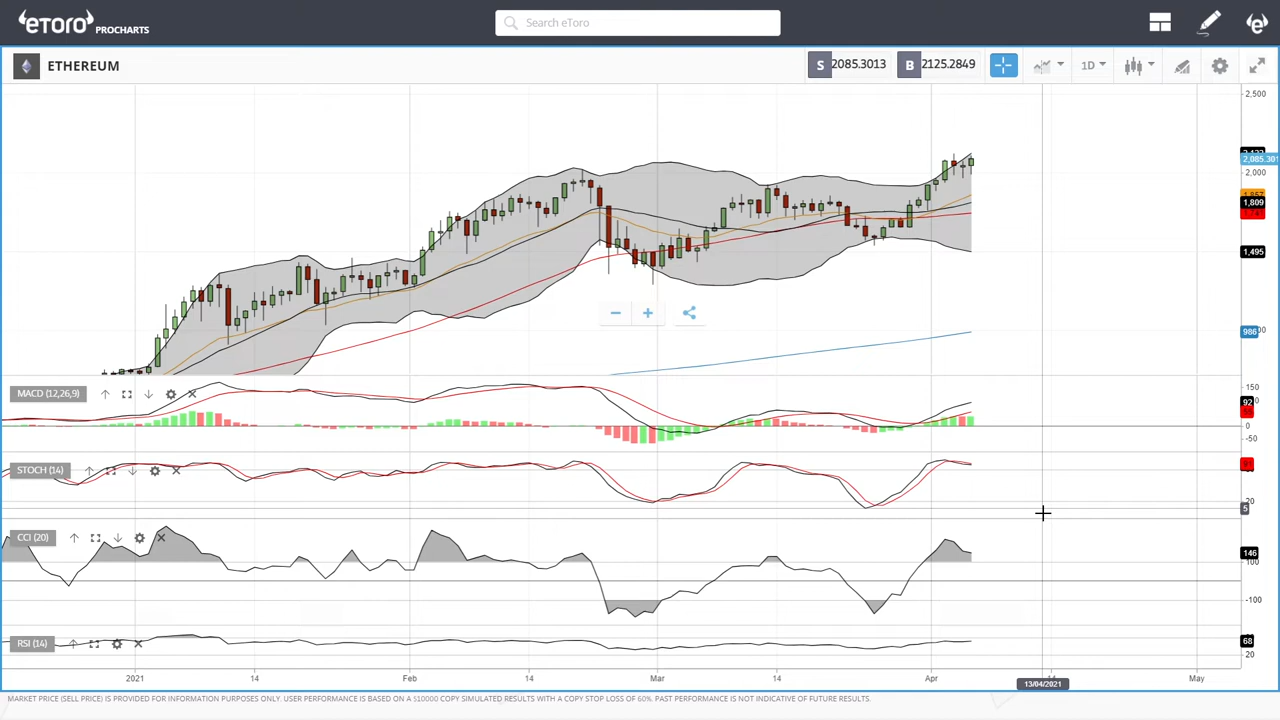 eToro PROCHARTS
Search eToro
ETHEREUM
S 2085.3013 B 2125.2849
1D
2,500
2,085.301
2,000
1,809
1,495
986
MACD (12,26,9)
150
92
0
-50
STOCH (14)
20
5
CCI (20)
146
100
-100
RSI (14)
68
20
2021 14 Feb 14 Mar 14 Apr May
13/04/2021
MARKET PRICE (SELL PRICE) IS PROVIDED FOR INFORMATION PURPOSES ONLY. USER PERFORMANCE IS BASED ON A $10000 COPY SIMULATED RESULTS WITH A COPY STOP LOSS OF 60%. PAST PERFORMANCE IS NOT INDICATIVE OF FUTURE RESULTS.